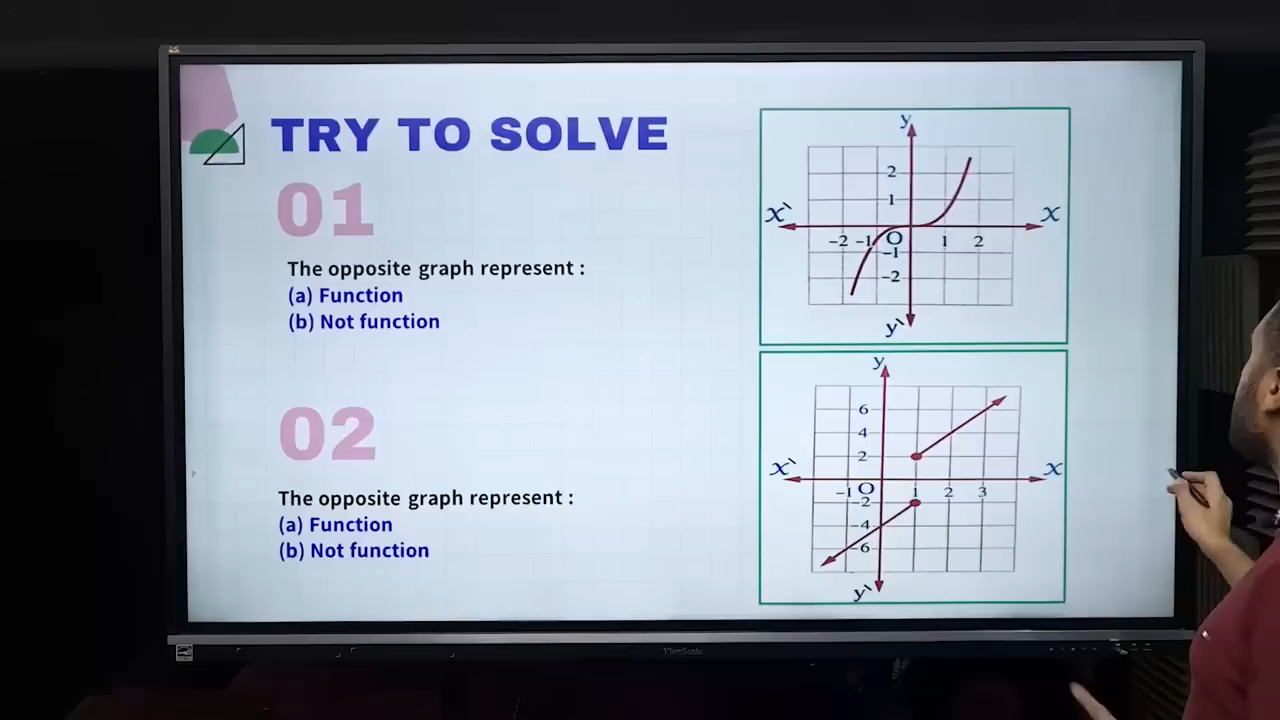 TRY TO SOLVE
01
The opposite graph represent :
(a) Function
(b) Not function
y
2
1
x`
x
-2 -1 O 1 2
-1
-2
y`
02
The opposite graph represent :
(a) Function
(b) Not function
y
6
4
2
x`
x
-1 O 1 2 3
-2
-4
-6
y`
ViewSonic